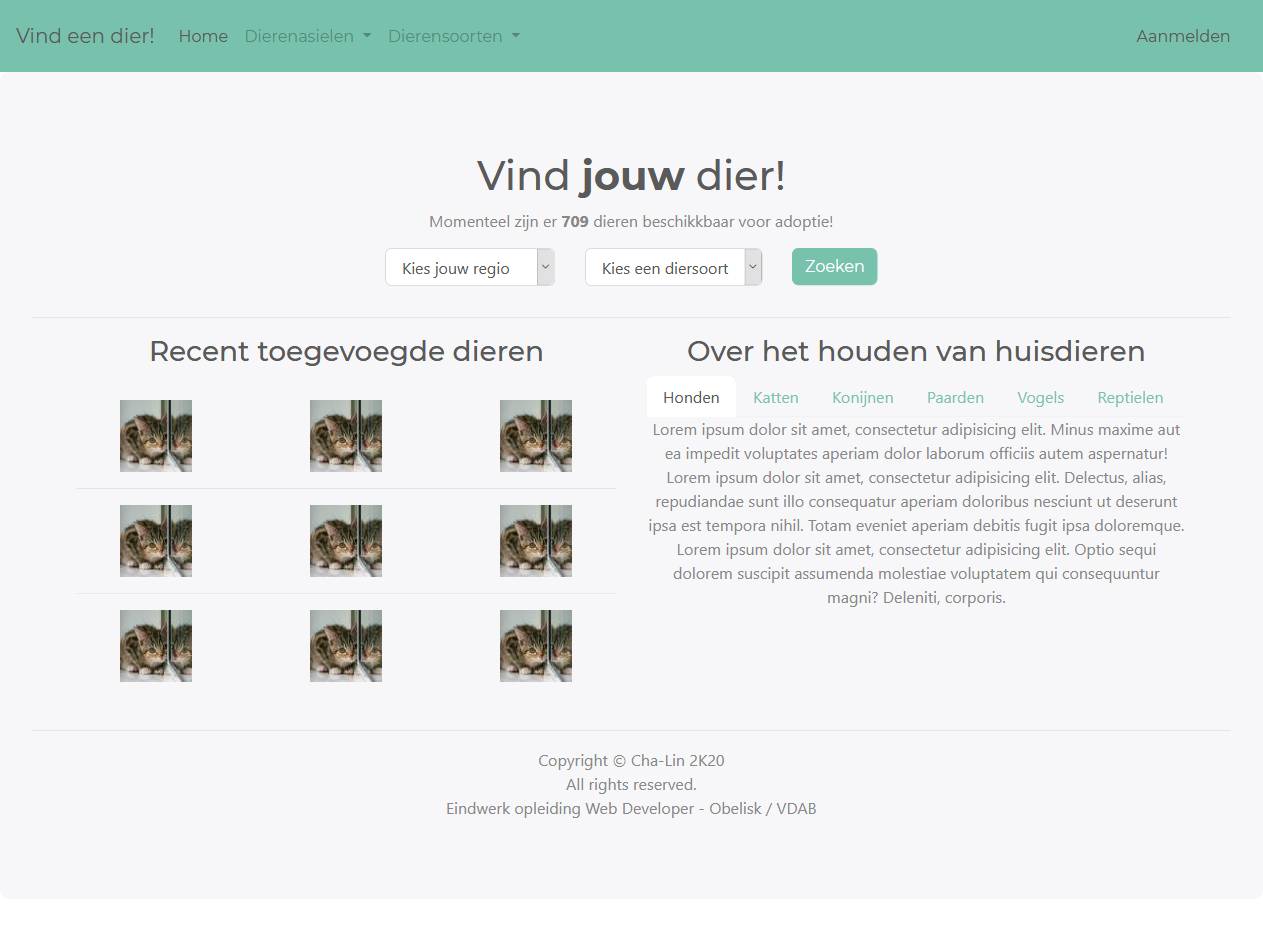 Vind een dier! Home Dierenasielen Dierensoorten Aanmelden
Vind jouw dier!
Momenteel zijn er 709 dieren beschikkbaar voor adoptie!
Kies jouw regio Kies een diersoort Zoeken
Recent toegevoegde dieren
Over het houden van huisdieren
Honden Katten Konijnen Paarden Vogels Reptielen
Lorem ipsum dolor sit amet, consectetur adipisicing elit. Minus maxime aut
ea impedit voluptates aperiam dolor laborum officiis autem aspernatur!
Lorem ipsum dolor sit amet, consectetur adipisicing elit. Delectus, alias,
repudiandae sunt illo consequatur aperiam doloribus nesciunt ut deserunt
ipsa est tempora nihil. Totam eveniet aperiam debitis fugit ipsa doloremque.
Lorem ipsum dolor sit amet, consectetur adipisicing elit. Optio sequi
dolorem suscipit assumenda molestiae voluptatem qui consequuntur
magni? Deleniti, corporis.
Copyright © Cha-Lin 2K20
All rights reserved.
Eindwerk opleiding Web Developer - Obelisk / VDAB